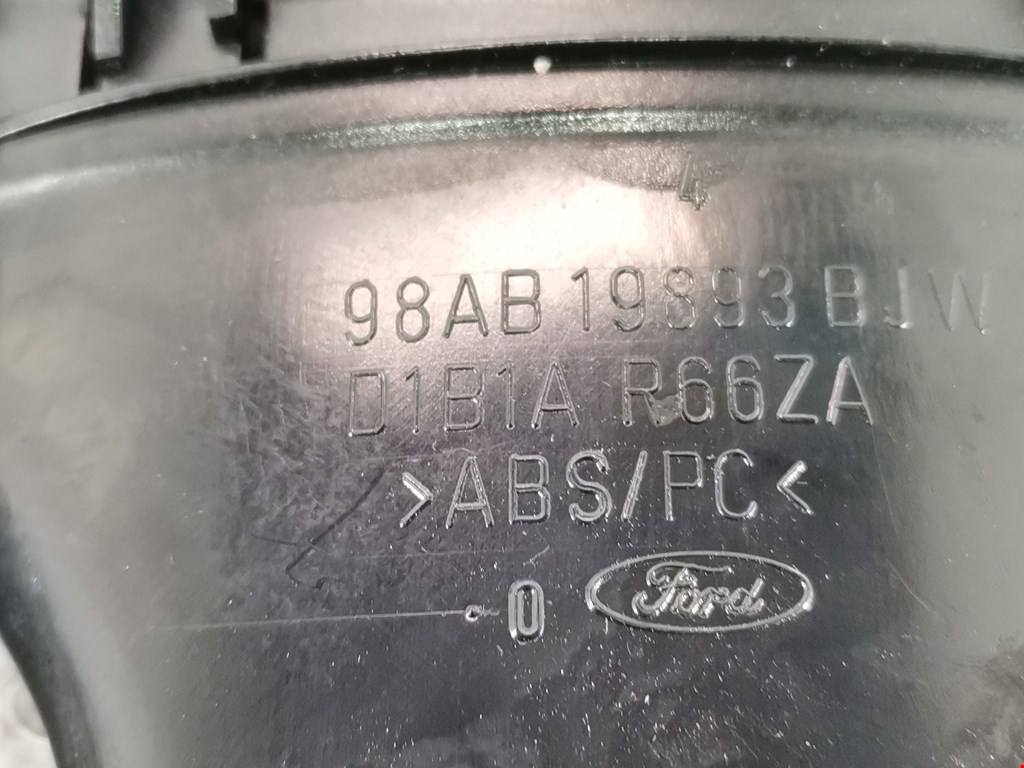 4
98AB 19893 BJW
D1B1A R66ZA
>ABS/PC<
0 Ford